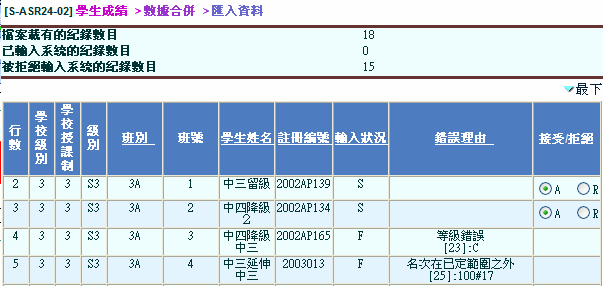 [S-ASR24-02] 學生成績 > 數據合併 > 匯入資料
檔案載有的紀錄數目 18
已輸入系統的紀錄數目 0
被拒絕輸入系統的紀錄數目 15
最下
行數 學校級別 學校授課制 級別 班別 班號 學生姓名 註冊編號 輸入狀況 錯誤理由 接受/拒絕
2 3 3 S3 3A 1 中三留級 2002AP139 S A R
3 3 3 S3 3A 2 中四降級2 2002AP134 S A R
4 3 3 S3 3A 3 中四降級中三 2002AP165 F 等級錯誤 [23]:C
5 3 3 S3 3A 4 中三延伸中三 2003013 F 名次在已定範圍之外 [25]:100#17